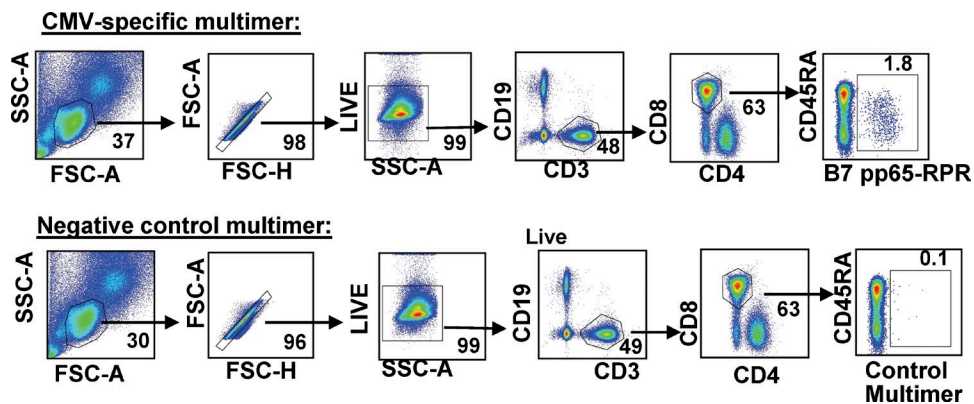 CMV-specific multimer:
SSC-A
37
FSC-A
FSC-A
98
FSC-H
LIVE
99
SSC-A
CD19
48
CD3
CD8
63
CD4
CD45RA
1.8
B7 pp65-RPR
Negative control multimer:
SSC-A
30
FSC-A
FSC-A
96
FSC-H
LIVE
99
SSC-A
Live
CD19
49
CD3
CD8
63
CD4
CD45RA
0.1
Control
Multimer